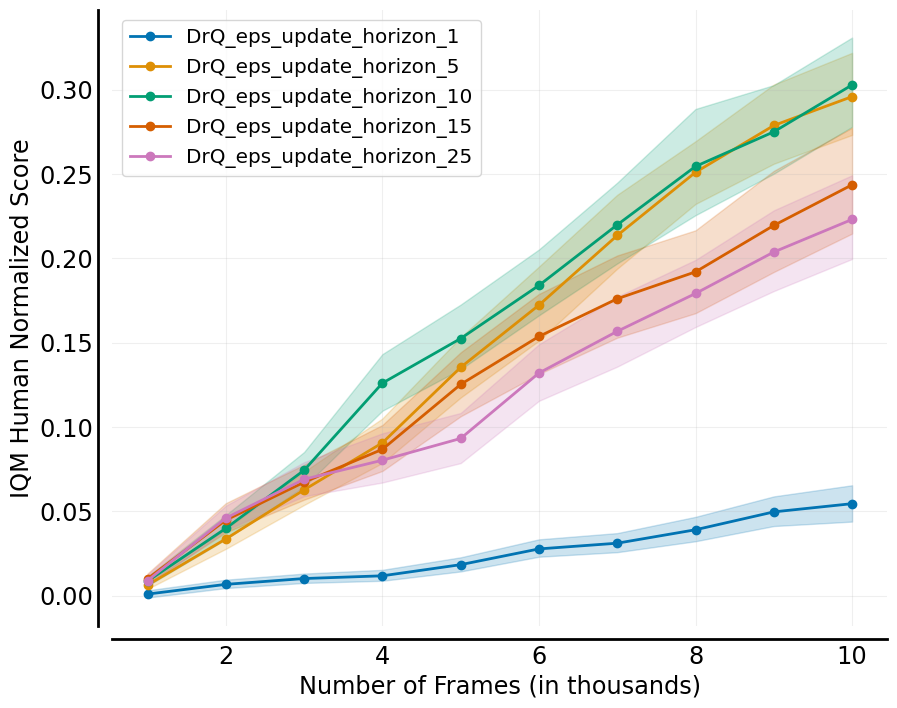 DrQ_eps_update_horizon_1
DrQ_eps_update_horizon_5
DrQ_eps_update_horizon_10
DrQ_eps_update_horizon_15
DrQ_eps_update_horizon_25
IQM Human Normalized Score
0.30
0.25
0.20
0.15
0.10
0.05
0.00
2 4 6 8 10
Number of Frames (in thousands)